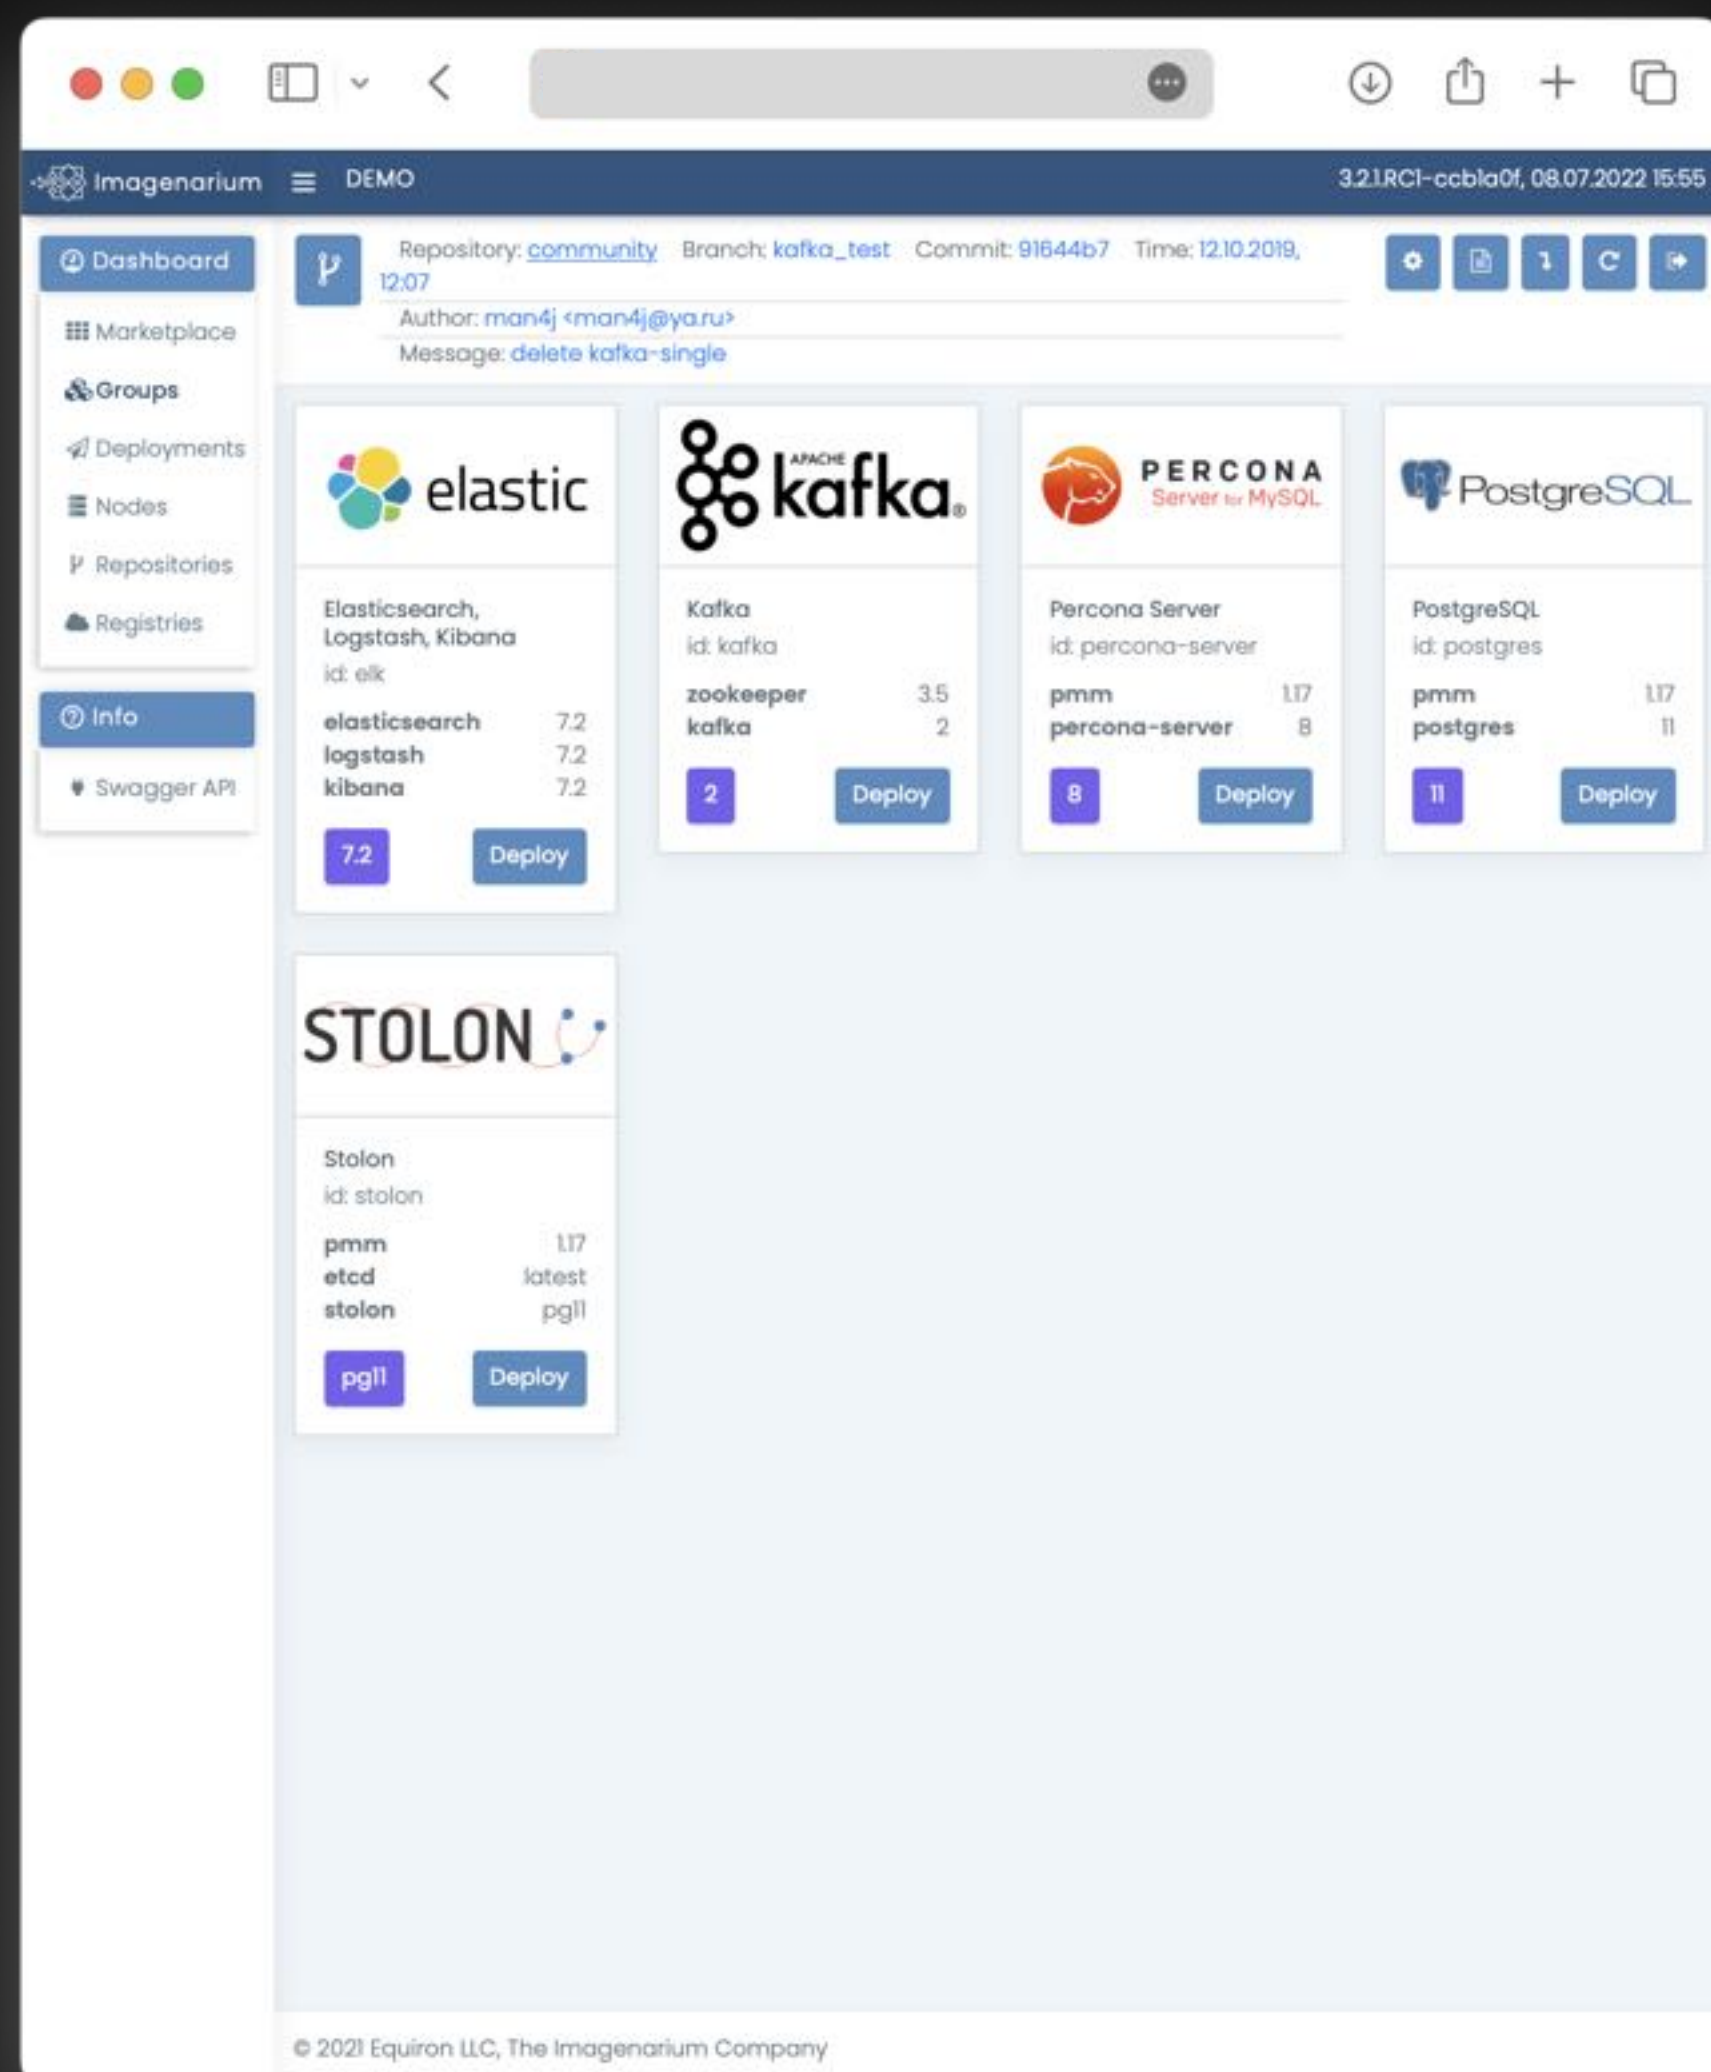 Imagenarium DEMO 3.2.1.RC1-ccb1a0f, 08.07.2022 15:55
Dashboard
Marketplace
Groups
Deployments
Nodes
Repositories
Registries
Info
Swagger API
Repository: community Branch: kafka_test Commit: 91644b7 Time: 12.10.2019,
12:07
Author: man4j <man4j@ya.ru>
Message: delete kafka-single
elastic
Elasticsearch,
Logstash, Kibana
id: elk
elasticsearch 7.2
logstash 7.2
kibana 7.2
7.2 Deploy
APACHE
kafka®
Kafka
id: kafka
zookeeper 3.5
kafka 2
2 Deploy
PERCONA
Server for MySQL
Percona Server
id: percona-server
pmm 1.17
percona-server 8
8 Deploy
PostgreSQL
PostgreSQL
id: postgres
pmm 1.17
postgres 11
11 Deploy
STOLON
Stolon
id: stolon
pmm 1.17
etcd latest
stolon pg11
pg11 Deploy
© 2021 Equiron LLC, The Imagenarium Company